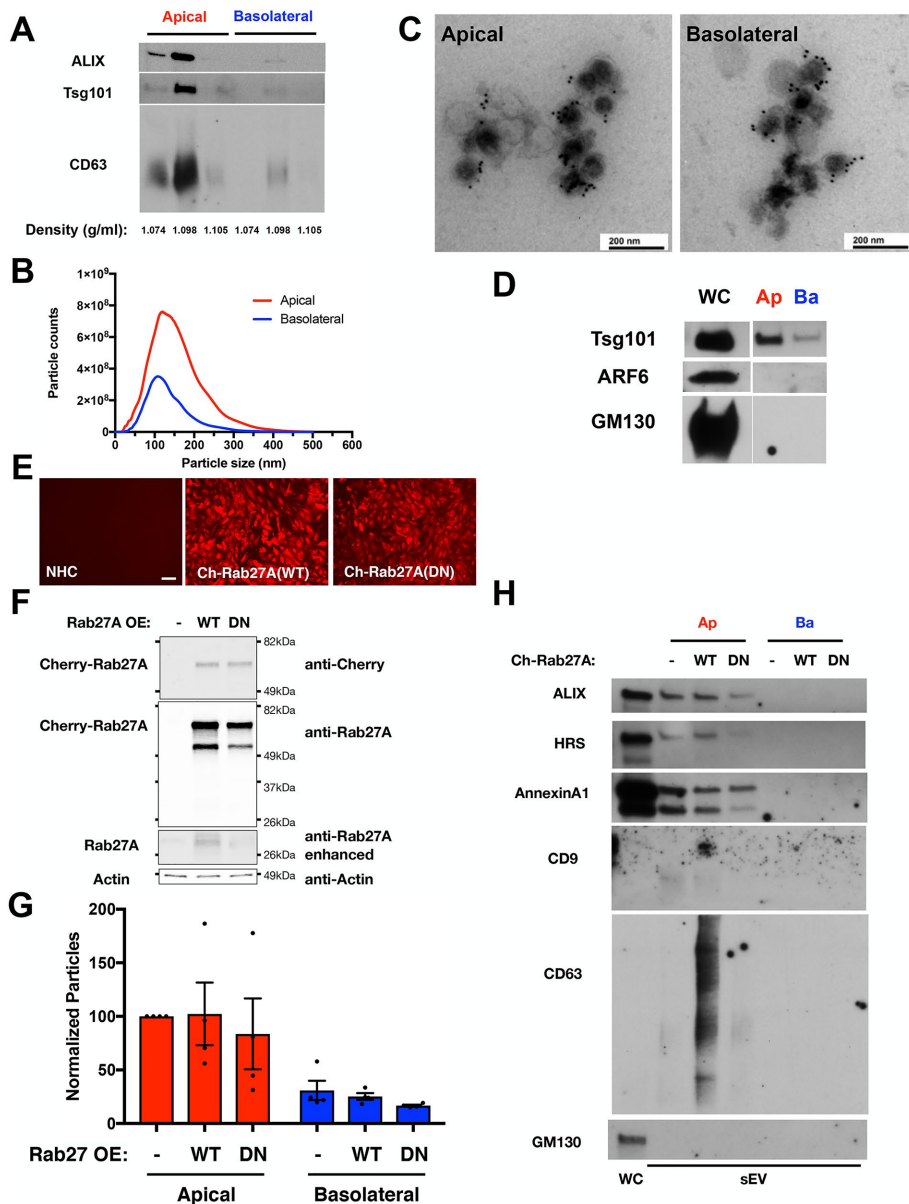 A
Apical Basolateral
ALIX
Tsg101
CD63
Density (g/ml): 1.074 1.098 1.105 1.074 1.098 1.105
B
1×10⁹
8×10⁸
6×10⁸
4×10⁸
2×10⁸
0
Particle counts
0 100 200 300 400 500 600
Particle size (nm)
Apical
Basolateral
C
Apical
200 nm
Basolateral
200 nm
D
WC Ap Ba
Tsg101
ARF6
GM130
E
NHC
Ch-Rab27A(WT)
Ch-Rab27A(DN)
F
Rab27A OE: - WT DN
82kDa
Cherry-Rab27A anti-Cherry
49kDa
82kDa
Cherry-Rab27A anti-Rab27A
49kDa
37kDa
26kDa
Rab27A anti-Rab27A
26kDa enhanced
Actin 49kDa anti-Actin
G
200
150
100
50
0
Normalized Particles
Rab27 OE: - WT DN - WT DN
Apical Basolateral
H
Ap Ba
Ch-Rab27A: - WT DN - WT DN
ALIX
HRS
AnnexinA1
CD9
CD63
GM130
WC sEV